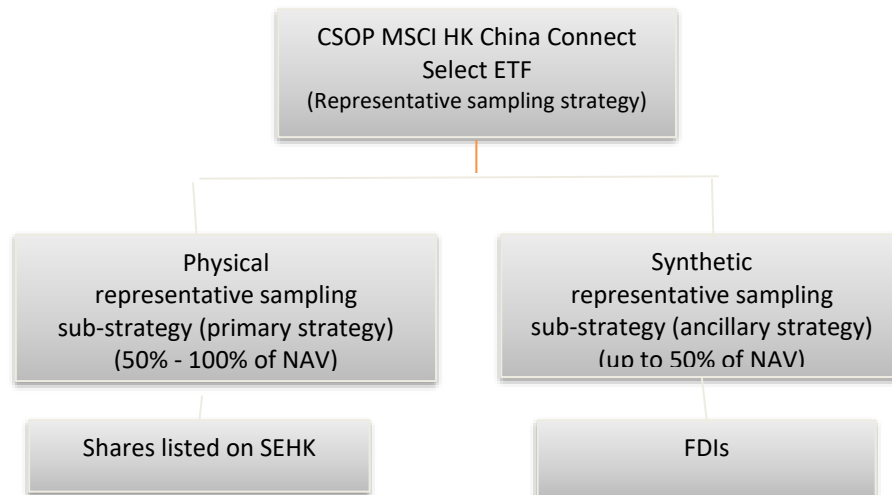 CSOP MSCI HK China Connect
Select ETF
(Representative sampling strategy)
Physical
representative sampling
sub-strategy (primary strategy)
(50% - 100% of NAV)
Synthetic
representative sampling
sub-strategy (ancillary strategy)
(up to 50% of NAV)
Shares listed on SEHK
FDIs